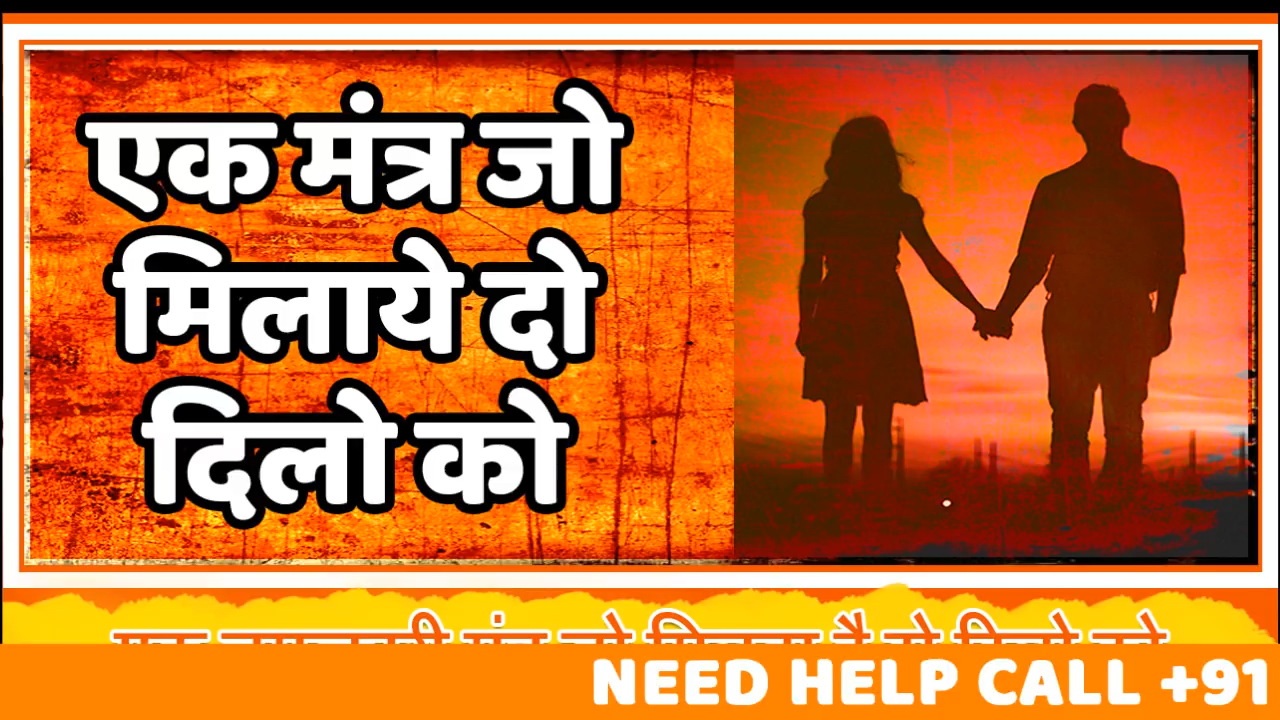 एक मंत्र जो
मिलाये दो
दिलो को
NEED HELP CALL +91